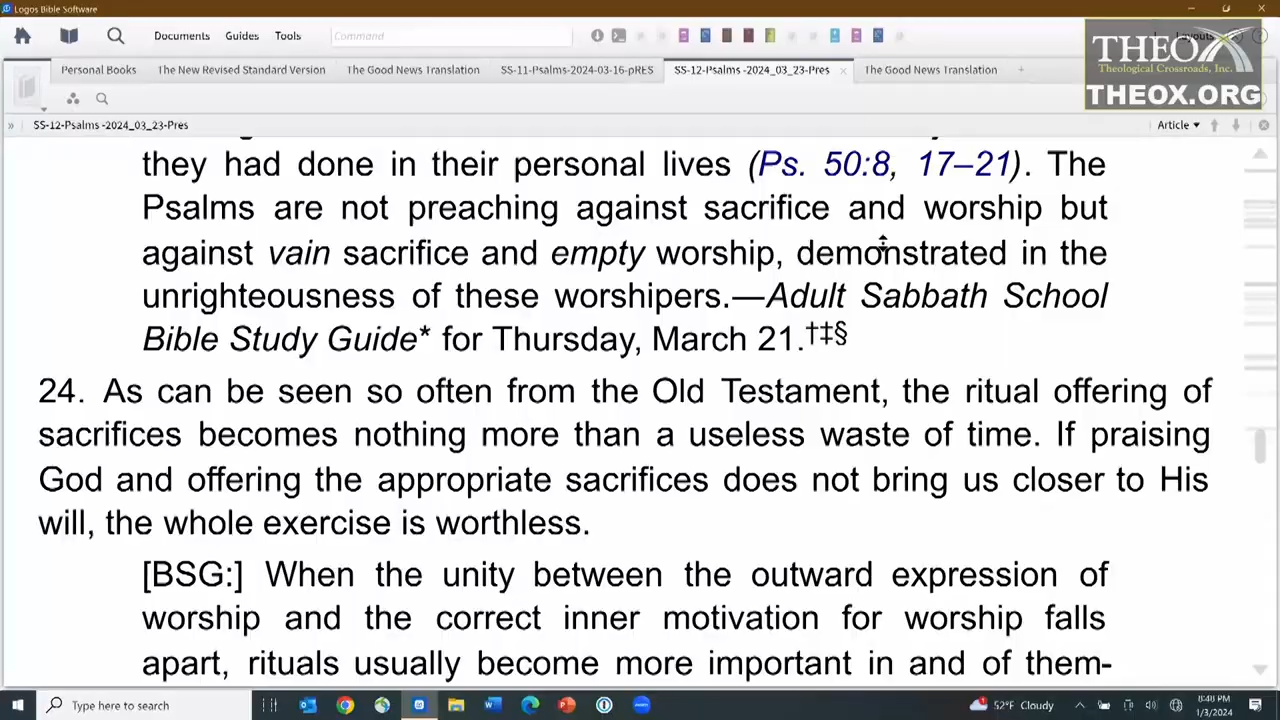 Logos Bible Software
Documents Guides Tools Command
THEOX
Theological Crossroads, Inc.
THEOX.ORG
Personal Books The New Revised Standard Version The Good News Translation 11-Psalms-2024-03-16-pRES SS-12-Psalms -2024_03_23-Pres The Good News Translation
SS-12-Psalms -2024_03_23-Pres Article
they had done in their personal lives (Ps. 50:8, 17–21). The
Psalms are not preaching against sacrifice and worship but
against vain sacrifice and empty worship, demonstrated in the
unrighteousness of these worshipers.—Adult Sabbath School
Bible Study Guide* for Thursday, March 21.†‡§
24. As can be seen so often from the Old Testament, the ritual offering of
sacrifices becomes nothing more than a useless waste of time. If praising
God and offering the appropriate sacrifices does not bring us closer to His
will, the whole exercise is worthless.
[BSG:] When the unity between the outward expression of
worship and the correct inner motivation for worship falls
apart, rituals usually become more important in and of them-
Type here to search
52°F Cloudy
8:48 PM
1/3/2024